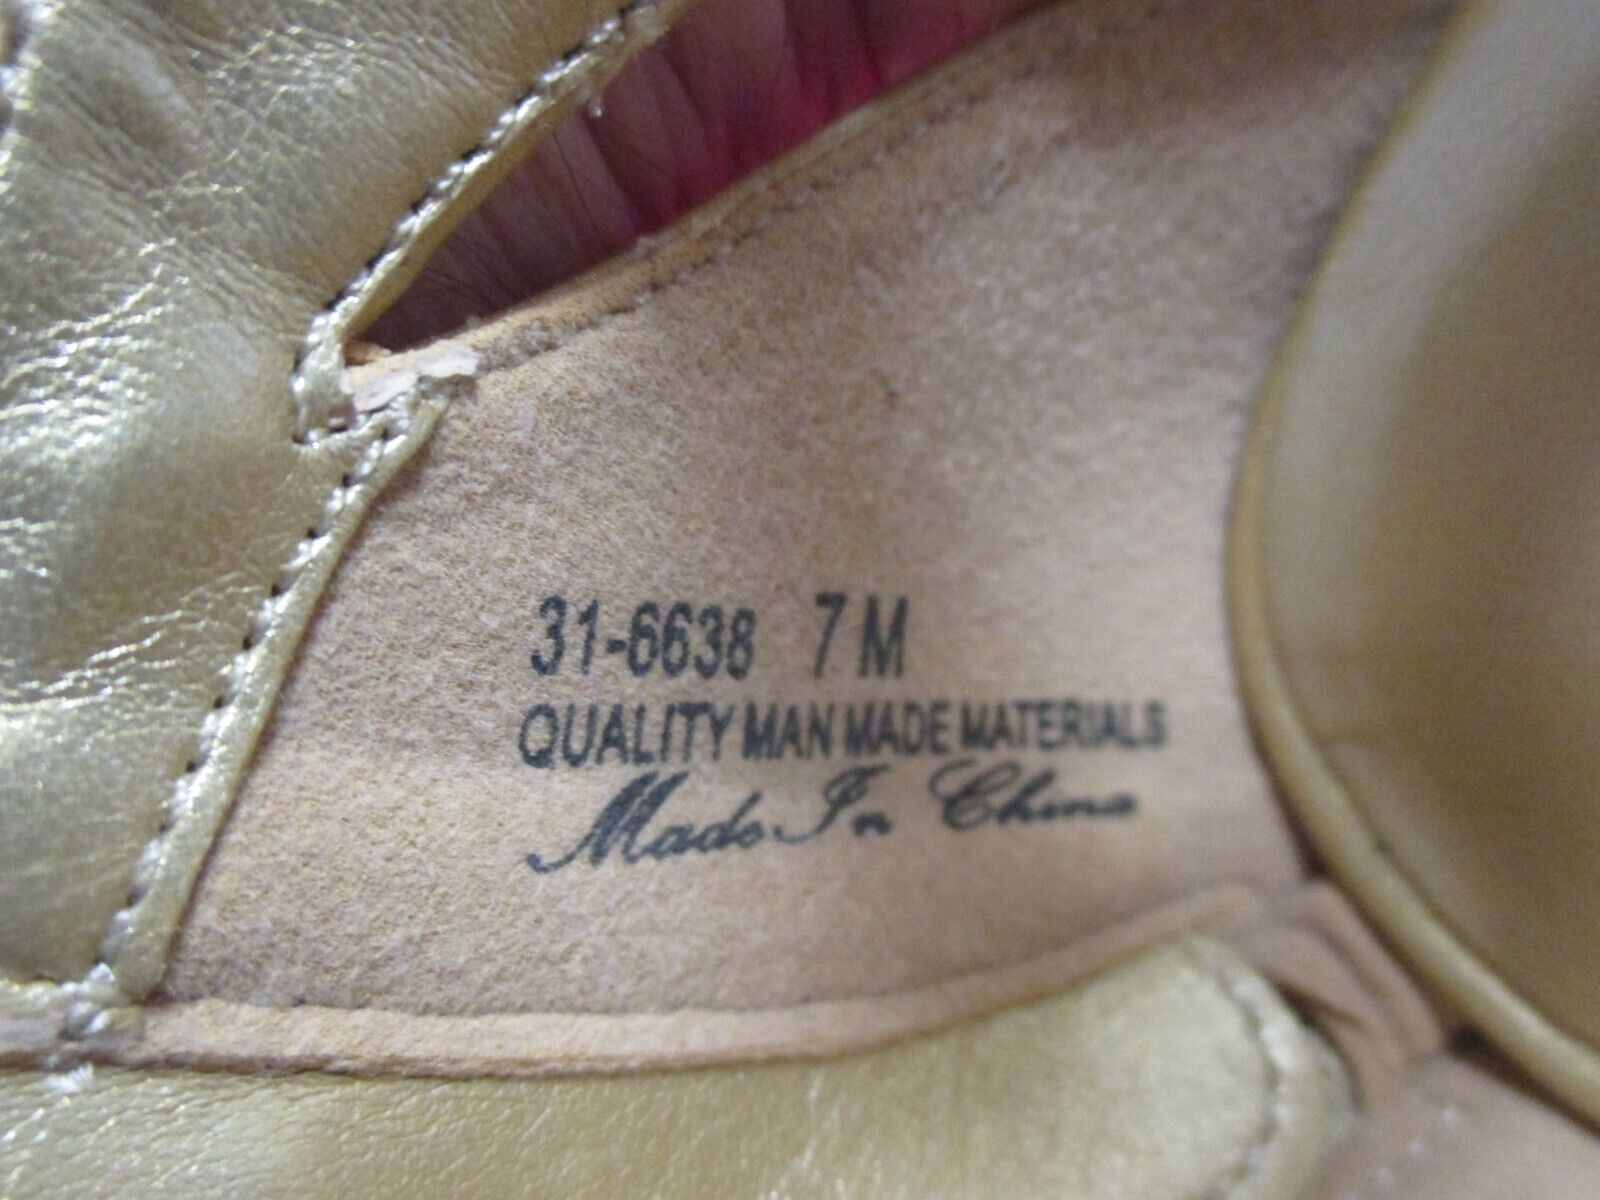 31-6638 7 M
QUALITY MAN MADE MATERIALS
Made In China